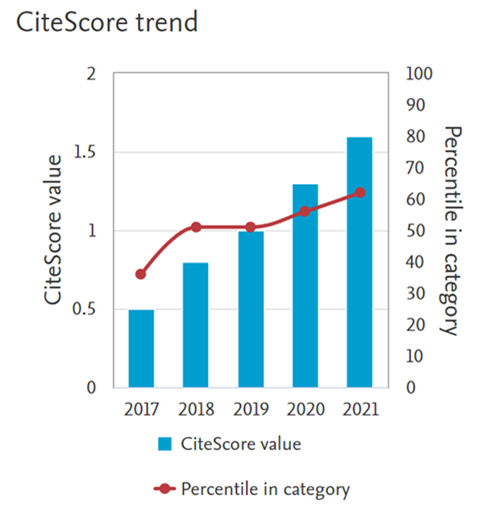 CiteScore trend
CiteScore value
2
1.5
1
0.5
0
100
90
80
70
60
50
40
30
20
10
0
Percentile in category
2017 2018 2019 2020 2021
CiteScore value
Percentile in category